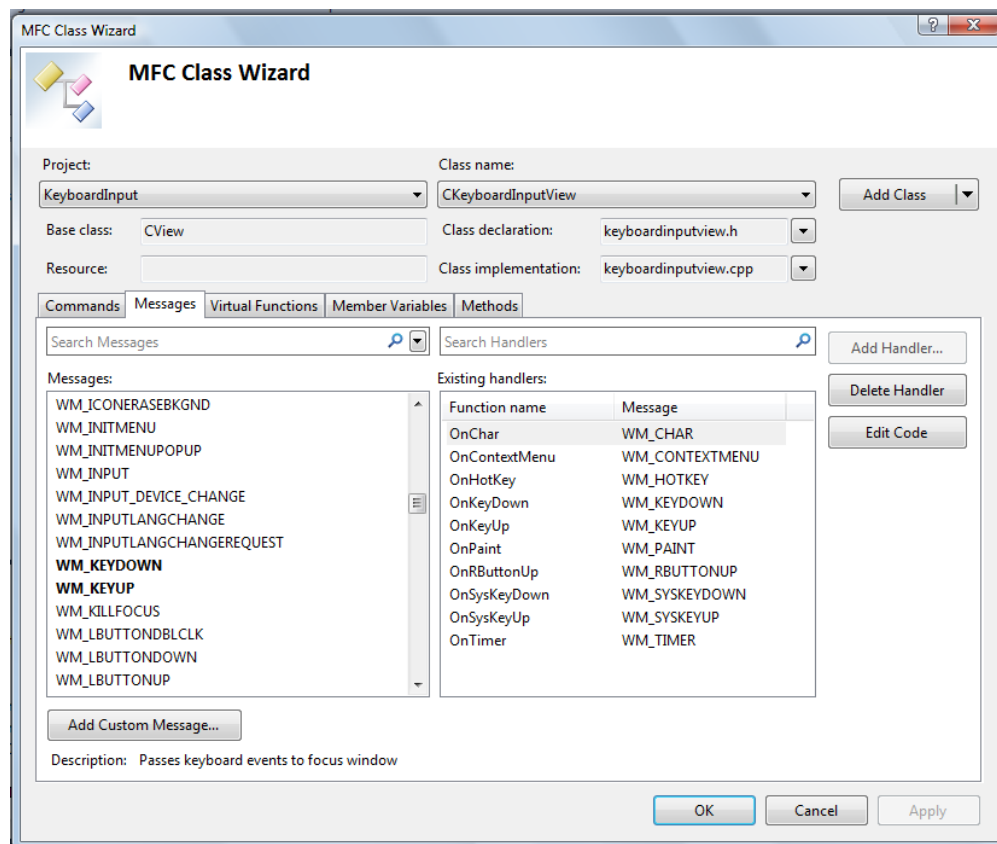 MFC Class Wizard
MFC Class Wizard
Project:
Class name:
KeyboardInput
CKeyboardInputView
Add Class
Base class:
CView
Class declaration:
keyboardinputview.h
Resource:
Class implementation:
keyboardinputview.cpp
Commands
Messages
Virtual Functions
Member Variables
Methods
Search Messages
Search Handlers
Add Handler...
Messages:
Existing handlers:
Delete Handler
Edit Code
WM_ICONERASEBKGND
WM_INITMENU
WM_INITMENUPOPUP
WM_INPUT
WM_INPUT_DEVICE_CHANGE
WM_INPUTLANGCHANGE
WM_INPUTLANGCHANGEREQUEST
WM_KEYDOWN
WM_KEYUP
WM_KILLFOCUS
WM_LBUTTONDBLCLK
WM_LBUTTONDOWN
WM_LBUTTONUP
Function name Message
OnChar WM_CHAR
OnContextMenu WM_CONTEXTMENU
OnHotKey WM_HOTKEY
OnKeyDown WM_KEYDOWN
OnKeyUp WM_KEYUP
OnPaint WM_PAINT
OnRButtonUp WM_RBUTTONUP
OnSysKeyDown WM_SYSKEYDOWN
OnSysKeyUp WM_SYSKEYUP
OnTimer WM_TIMER
Add Custom Message...
Description: Passes keyboard events to focus window
OK
Cancel
Apply